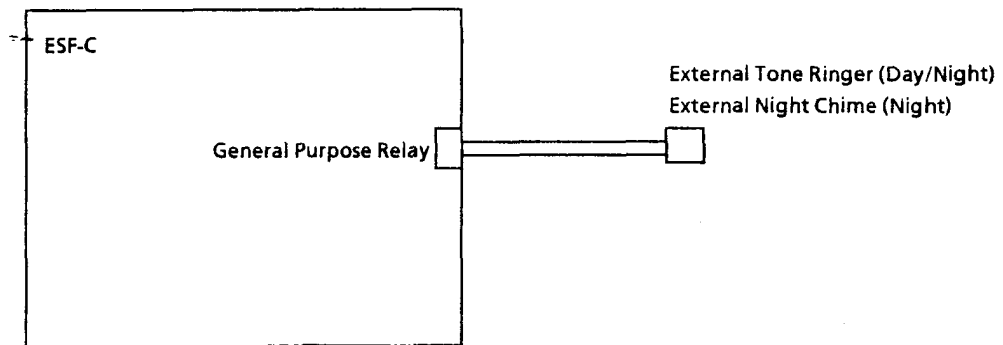 ESF-C
External Tone Ringer (Day/Night)
External Night Chime (Night)
General Purpose Relay